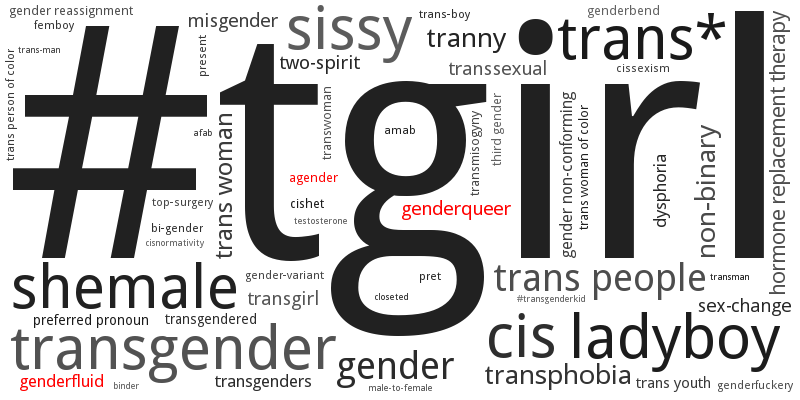 gender reassignment
femboy
trans-man
misgender
sissy
trans-boy
tranny
genderbend
trans*
cissexism
two-spirit
transsexual
present
trans person of color
#tgirl
afab
amab
trans woman
transwoman
agender
cishet
testosterone
genderqueer
transmisogyny
third gender
gender non-conforming
trans woman of color
dysphoria
non-binary
hormone replacement therapy
top-surgery
bi-gender
cisnormativity
shemale
gender-variant
transgirl
pret
closeted
trans people
transman
#transgenderkid
sex-change
preferred pronoun
transgendered
transgender
cis
ladyboy
gender
transphobia
genderfluid
binder
transgenders
male-to-female
trans youth
genderfuckery